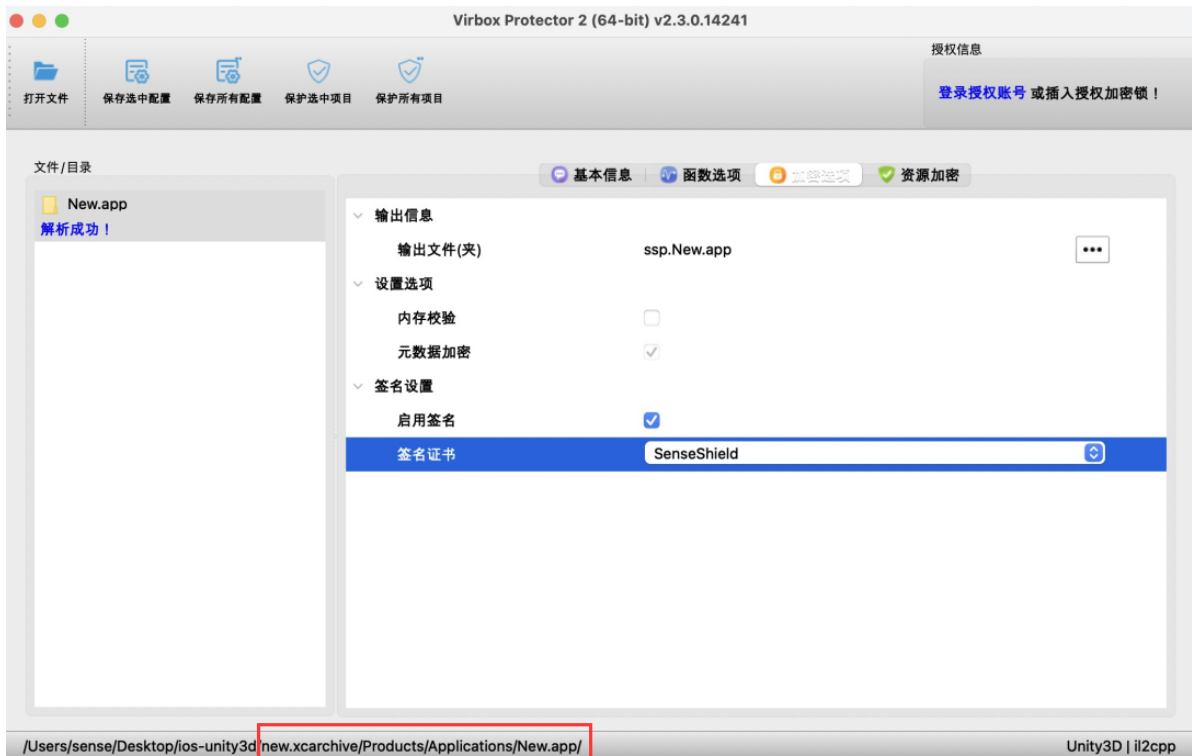 Virbox Protector 2 (64-bit) v2.3.0.14241
打开文件 保存选中配置 保存所有配置 保护选中项目 保护所有项目
授权信息
登录授权账号 或插入授权加密锁！
文件/目录
New.app
解析成功！
基本信息 函数选项 加密选项 资源加密
输出信息
输出文件(夹) ssp.New.app
设置选项
内存校验
元数据加密
签名设置
启用签名
签名证书 SenseShield
/Users/sense/Desktop/ios-unity3d/new.xcarchive/Products/Applications/New.app/ Unity3D | il2cpp